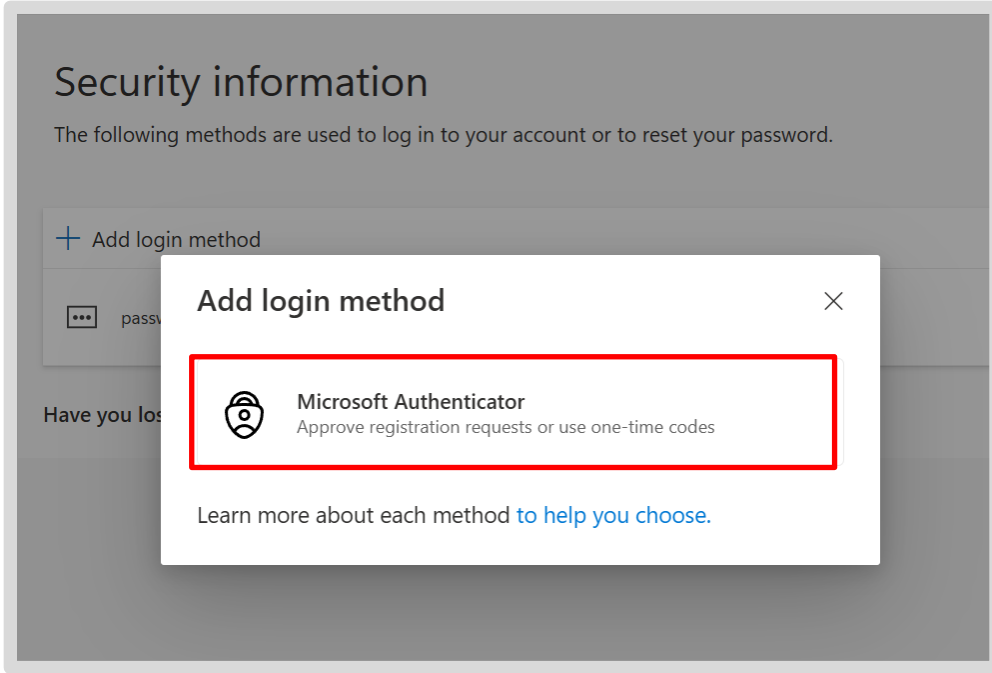 Security information
The following methods are used to log in to your account or to reset your password.
Add login method
Add login method
Microsoft Authenticator
Approve registration requests or use one-time codes
Learn more about each method to help you choose.
Have you